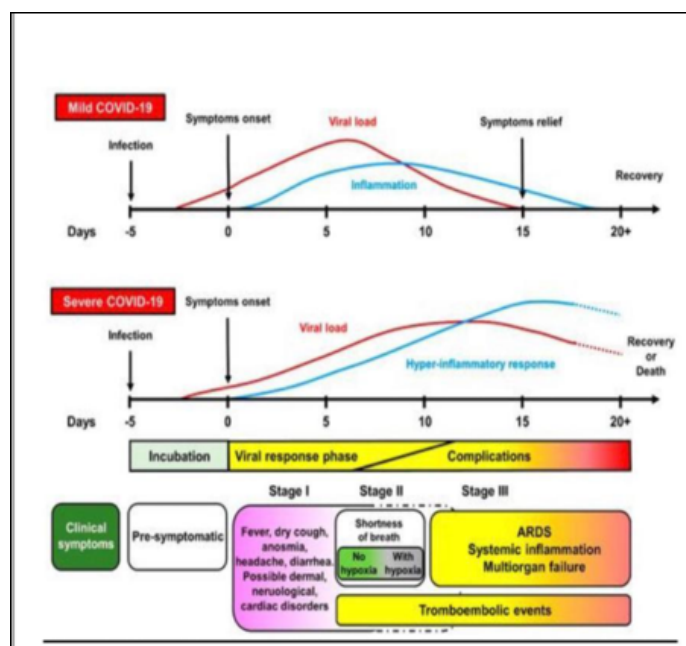 Mild COVID-19
Symptoms onset
Viral load
Symptoms relief
Infection
Inflammation
Recovery
Days -5 0 5 10 15 20+
Severe COVID-19
Symptoms onset
Viral load
Infection
Hyper-inflammatory response
Recovery
or
Death
Days -5 0 5 10 15 20+
Incubation Viral response phase Complications
Stage I Stage II Stage III
Clinical
symptoms
Pre-symptomatic
Fever, dry cough,
anosmia,
headache, diarrhea.
Possible dermal,
neruological,
cardiac disorders
Shortness
of breath
No
hypoxia
With
hypoxia
ARDS
Systemic inflammation
Multiorgan failure
Tromboembolic events